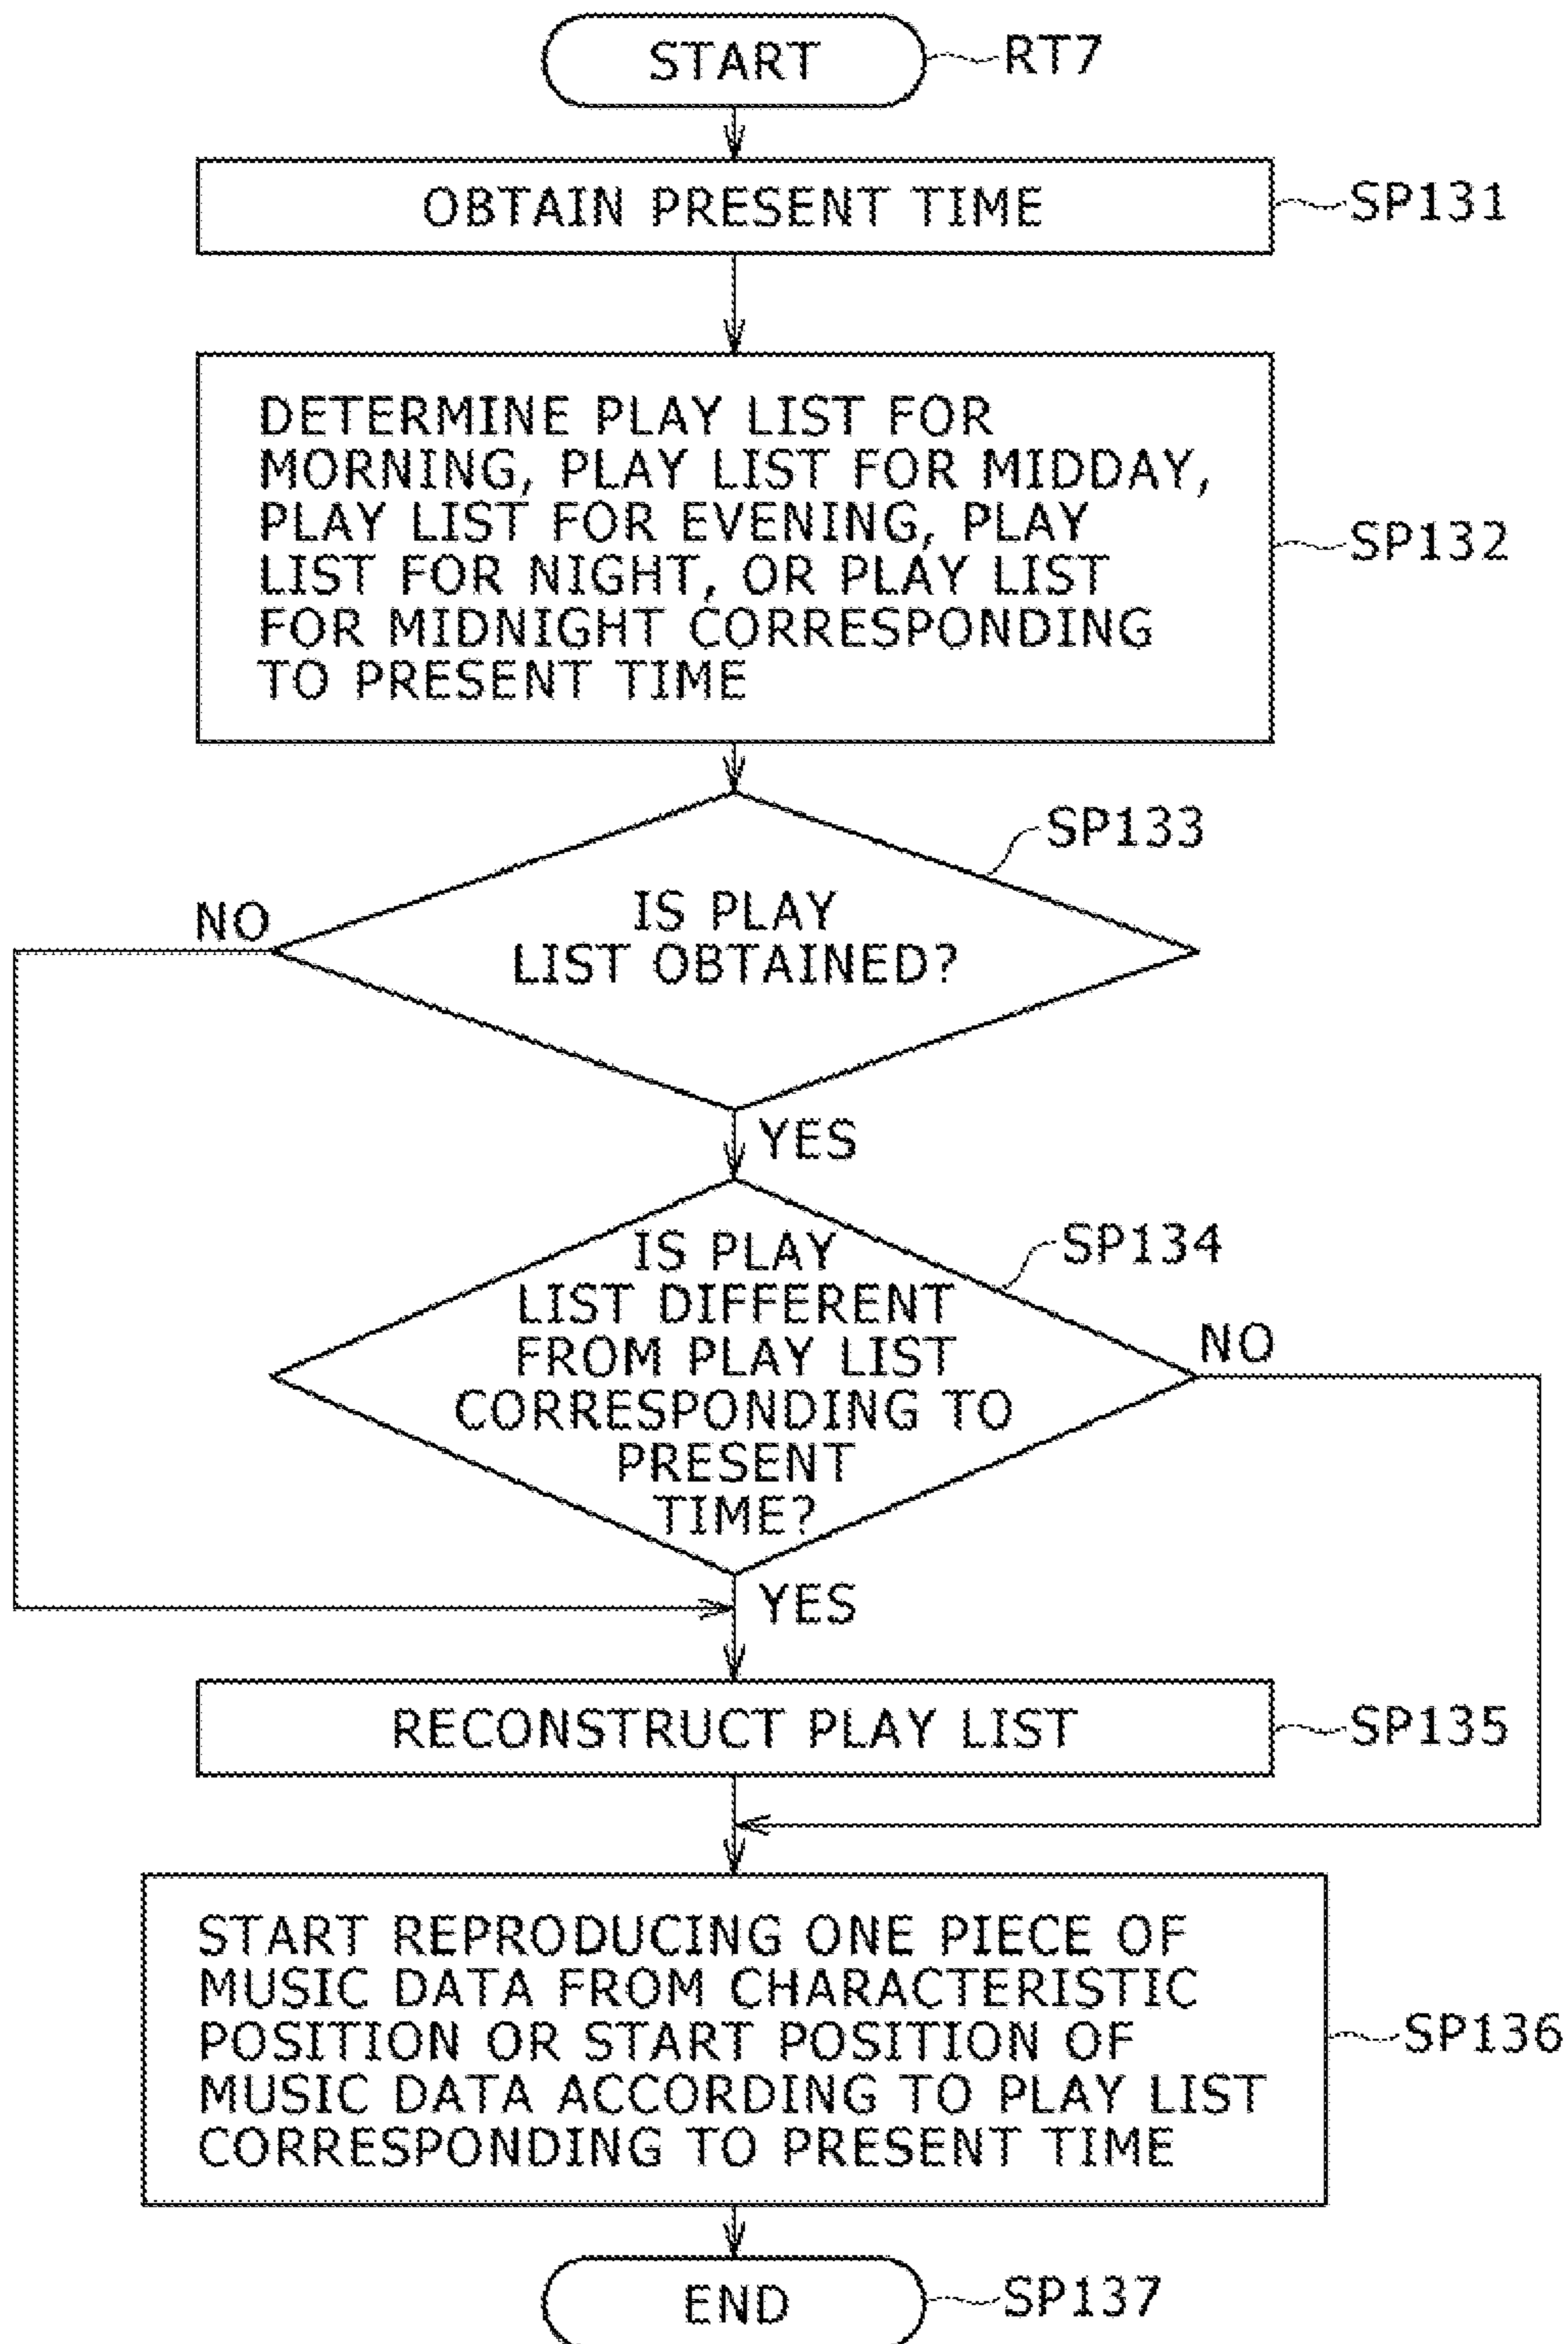 START
RT7
OBTAIN PRESENT TIME
SP131
DETERMINE PLAY LIST FOR
MORNING, PLAY LIST FOR MIDDAY,
PLAY LIST FOR EVENING, PLAY
LIST FOR NIGHT, OR PLAY LIST
FOR MIDNIGHT CORRESPONDING
TO PRESENT TIME
SP132
SP133
NO
IS PLAY
LIST OBTAINED?
YES
SP134
IS PLAY
LIST DIFFERENT
FROM PLAY LIST
CORRESPONDING TO
PRESENT
TIME?
NO
YES
RECONSTRUCT PLAY LIST
SP135
START REPRODUCING ONE PIECE OF
MUSIC DATA FROM CHARACTERISTIC
POSITION OR START POSITION OF
MUSIC DATA ACCORDING TO PLAY LIST
CORRESPONDING TO PRESENT TIME
SP136
END
SP137